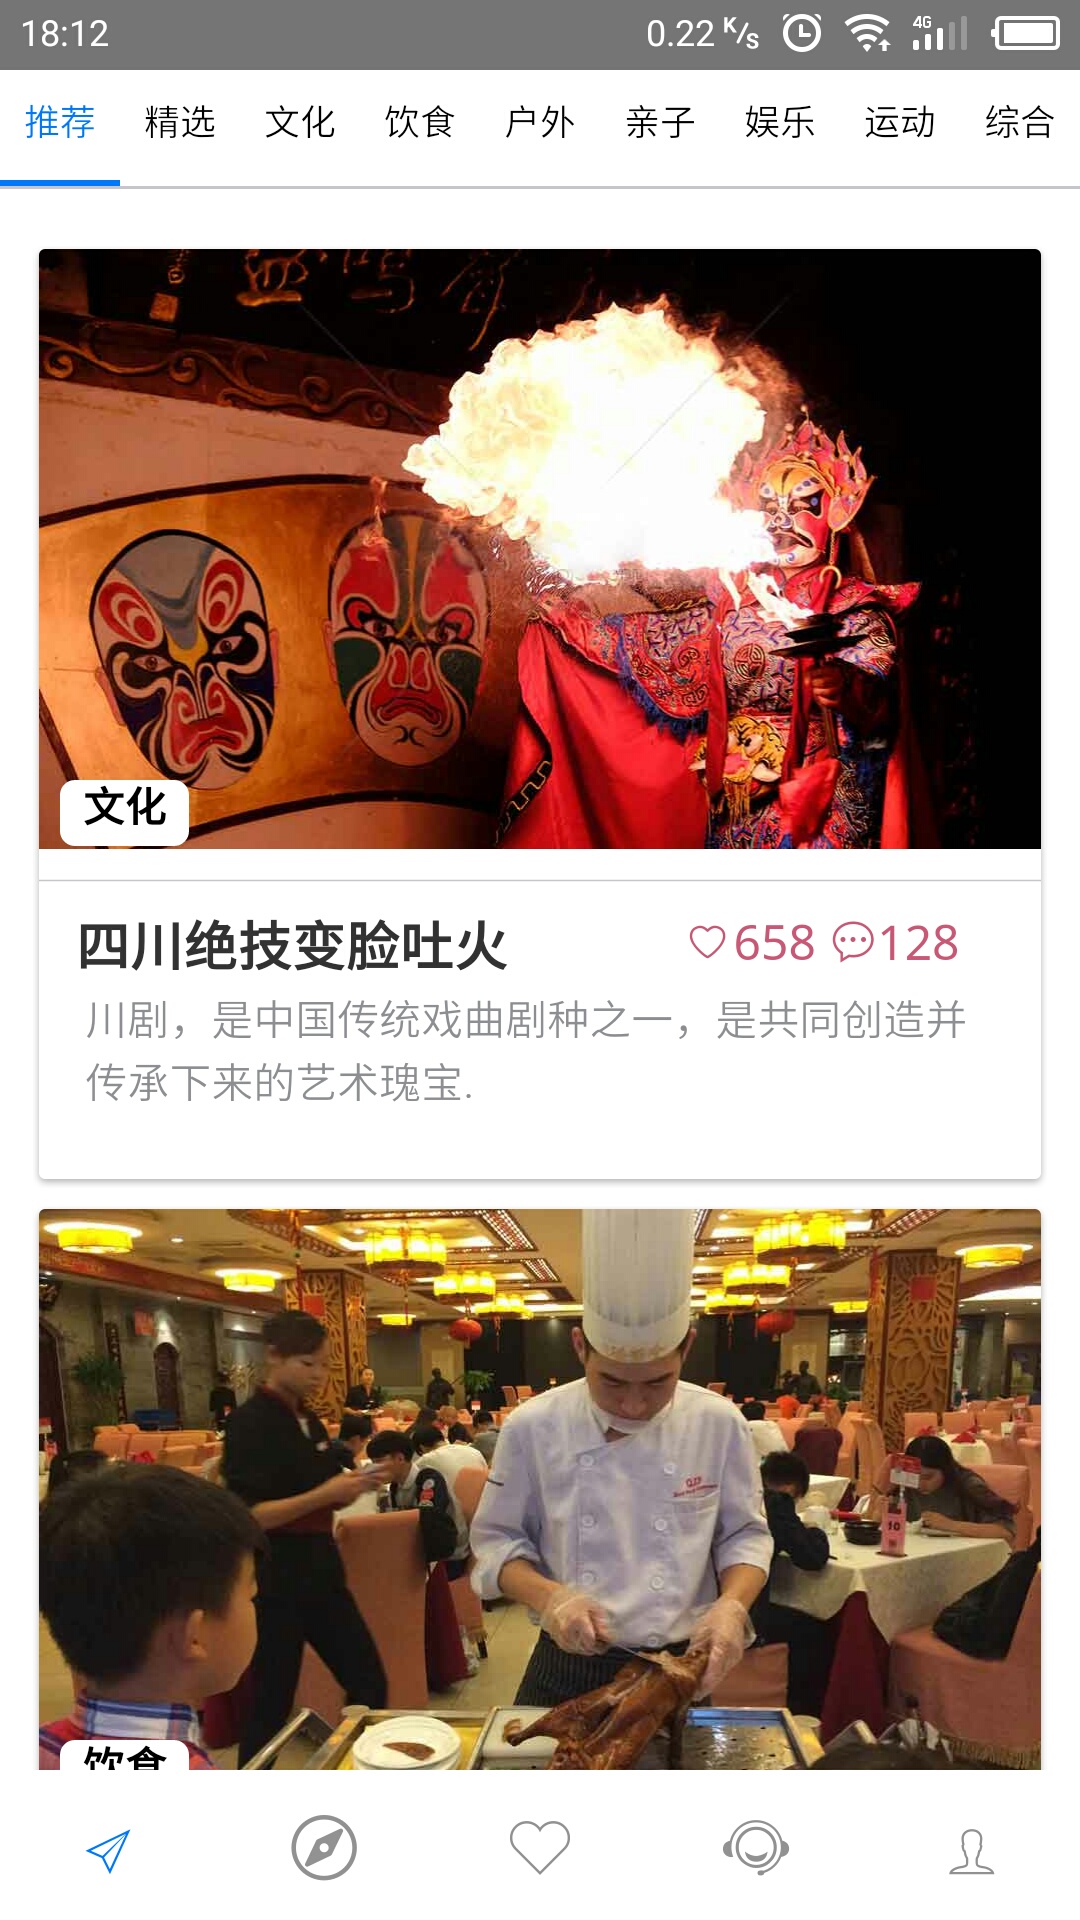 18:12 0.22 K/s 4G
推荐 精选 文化 饮食 户外 亲子 娱乐 运动 综合
文化
四川绝技变脸吐火 658 128
川剧，是中国传统戏曲剧种之一，是共同创造并
传承下来的艺术瑰宝.
10
饮食